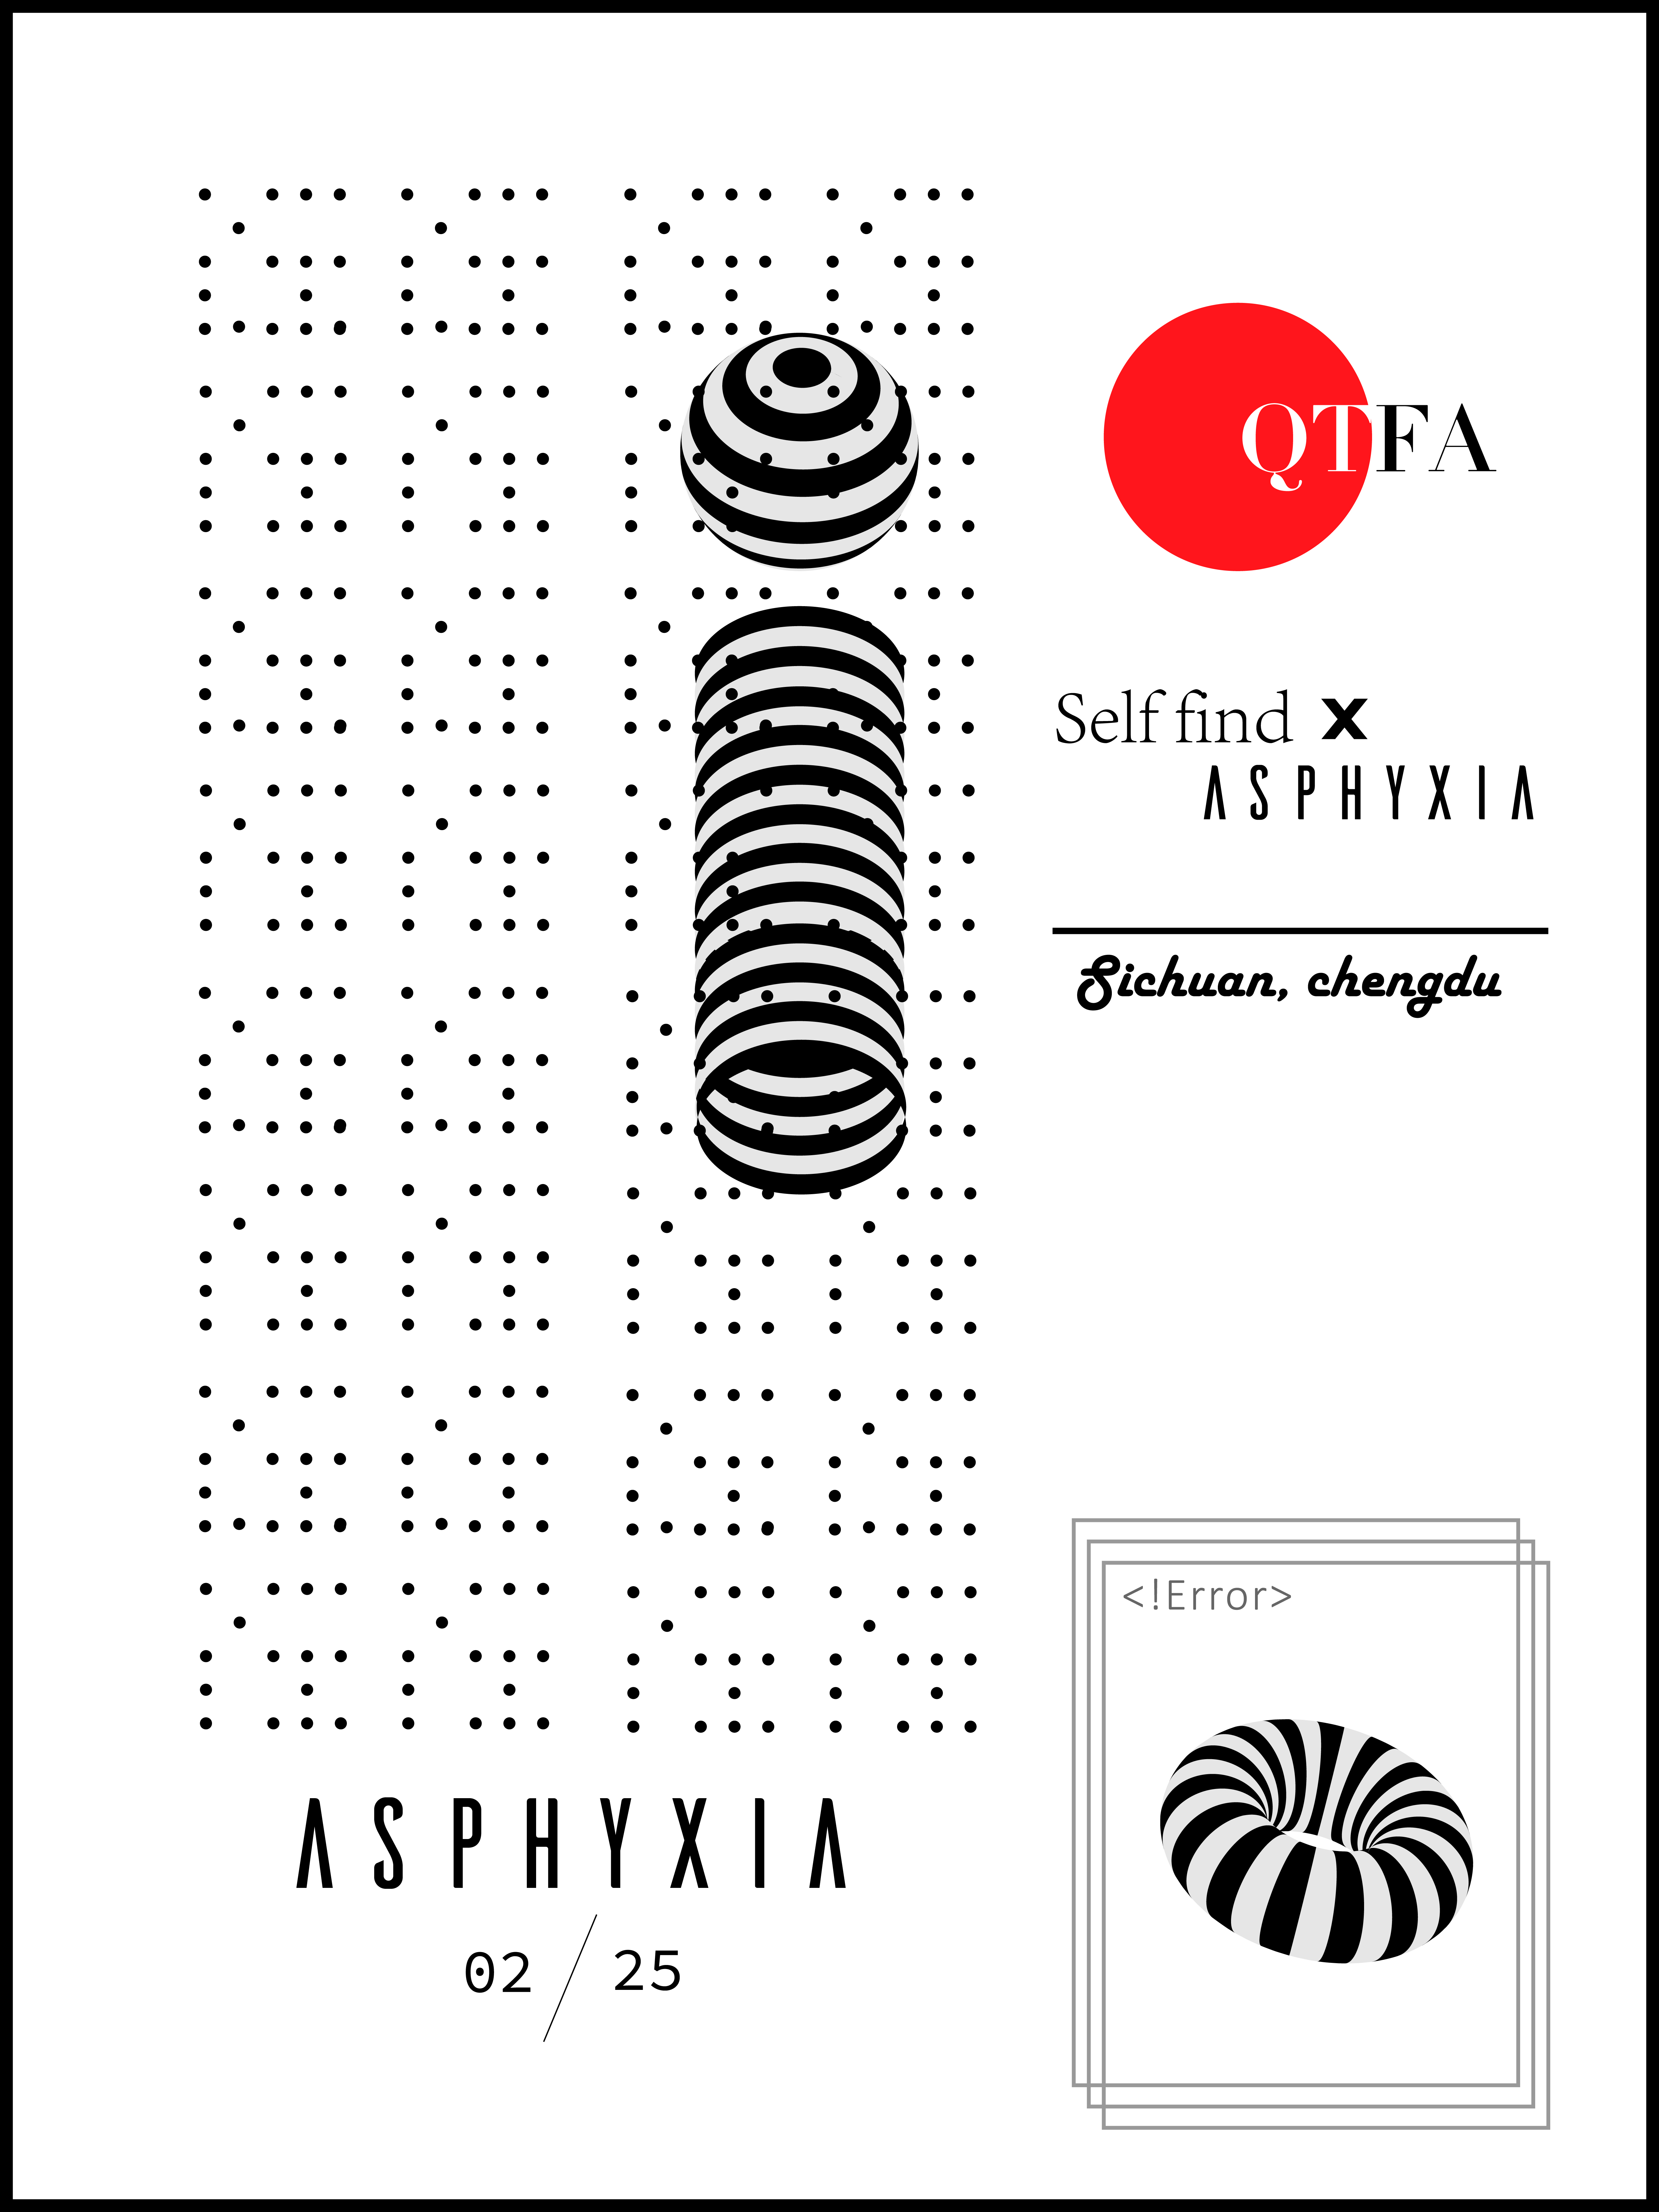 QTFA
Self find x
ASPHYXIA
Sichuan, chengdu
<!Error>
ASPHYXIA
02/25